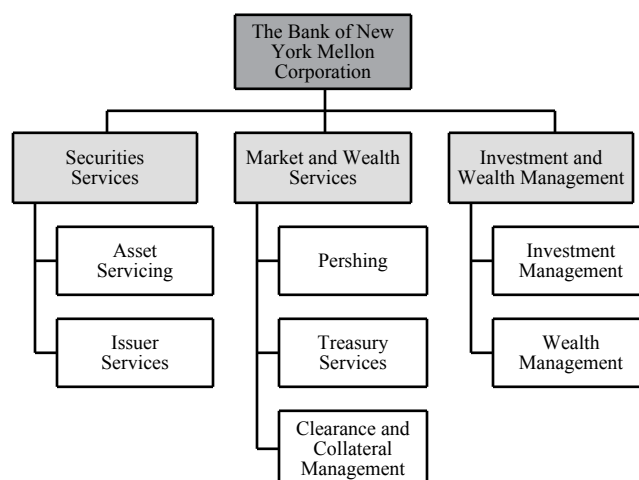 The Bank of New
York Mellon
Corporation
Securities
Services
Market and Wealth
Services
Investment and
Wealth Management
Asset
Servicing
Pershing
Investment
Management
Issuer
Services
Treasury
Services
Wealth
Management
Clearance and
Collateral
Management